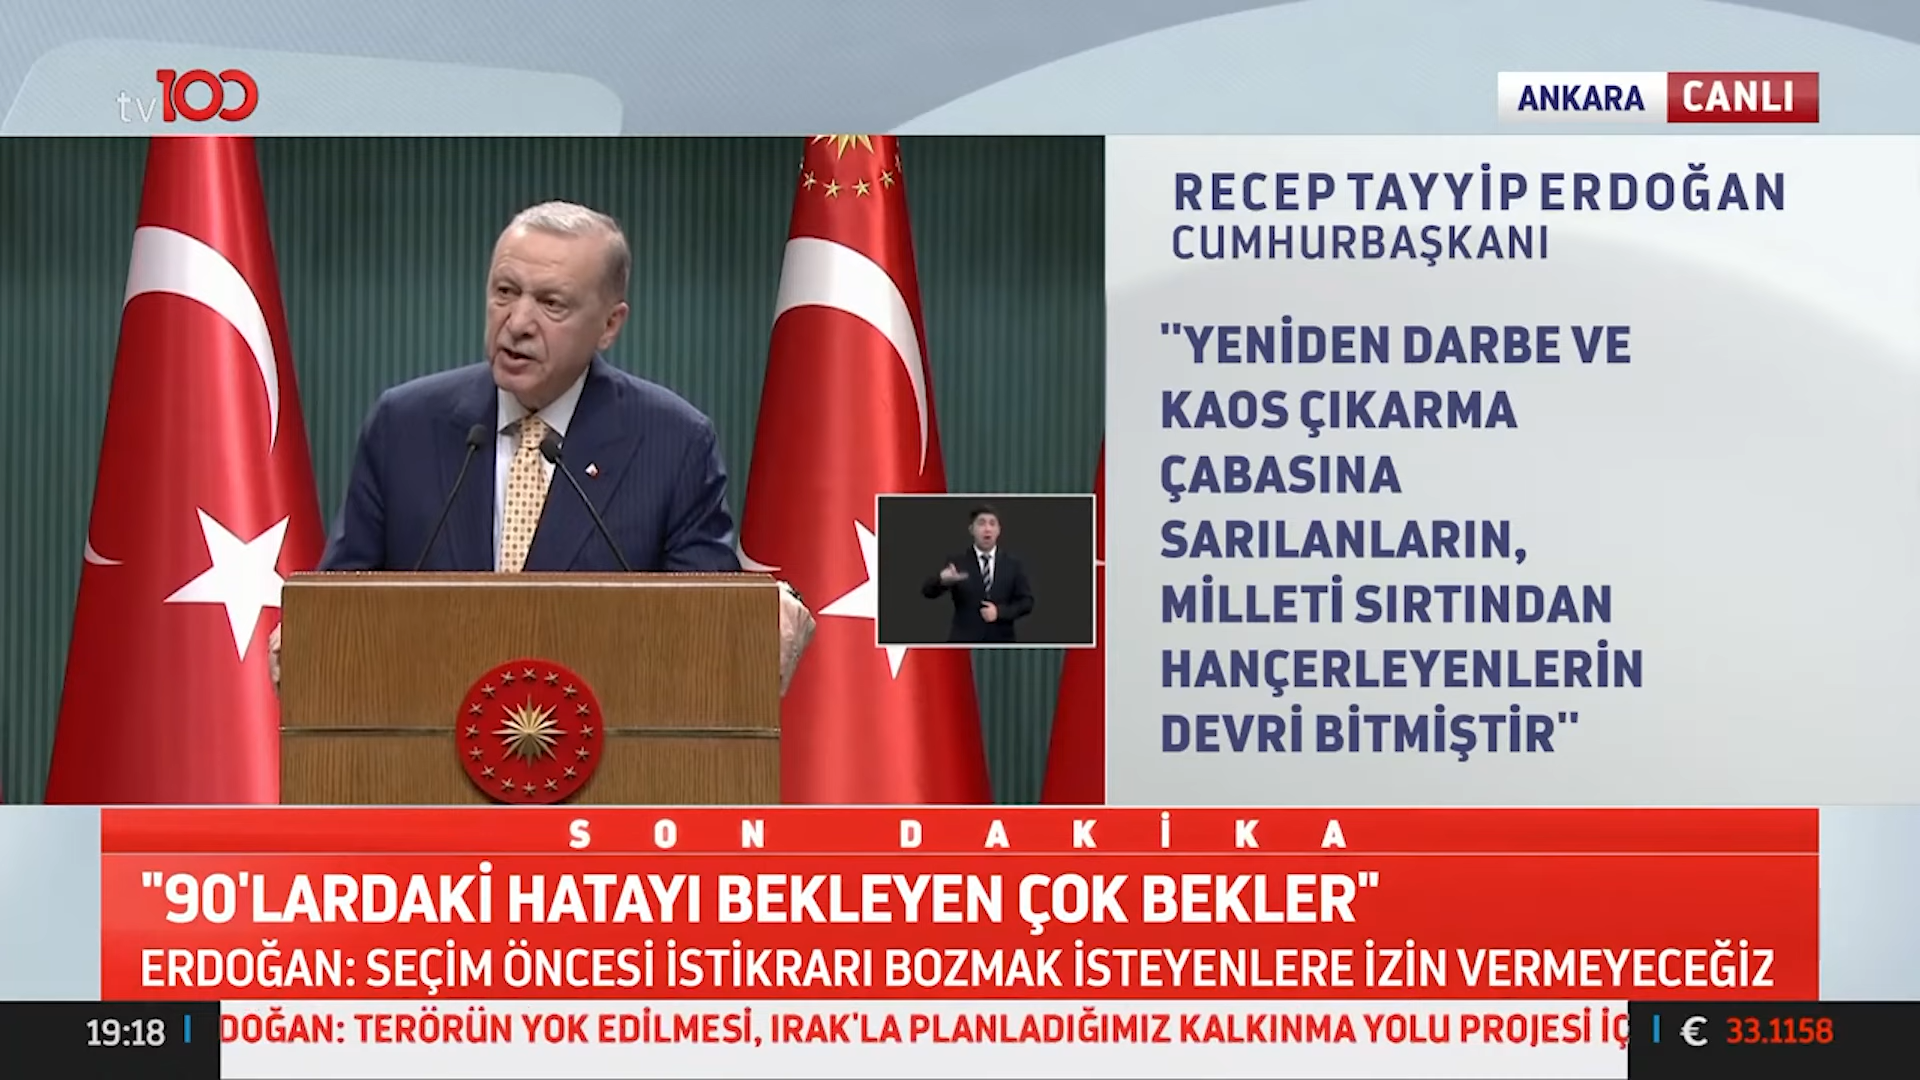 tv100
ANKARA CANLI
RECEP TAYYİP ERDOĞAN
CUMHURBAŞKANI
"YENİDEN DARBE VE
KAOS ÇIKARMA
ÇABASINA
SARILANLARIN,
MİLLETİ SIRTINDAN
HANÇERLEYENLERİN
DEVRİ BİTMİŞTİR"
SON DAKİKA
"90'LARDAKİ HATAYI BEKLEYEN ÇOK BEKLER"
ERDOĞAN: SEÇİM ÖNCESİ İSTİKRARI BOZMAK İSTEYENLERE İZİN VERMEYECEĞİZ
19:18 DOĞAN: TERÖRÜN YOK EDİLMESİ, IRAK'LA PLANLADIĞIMIZ KALKINMA YOLU PROJESİ İÇ € 33.1158